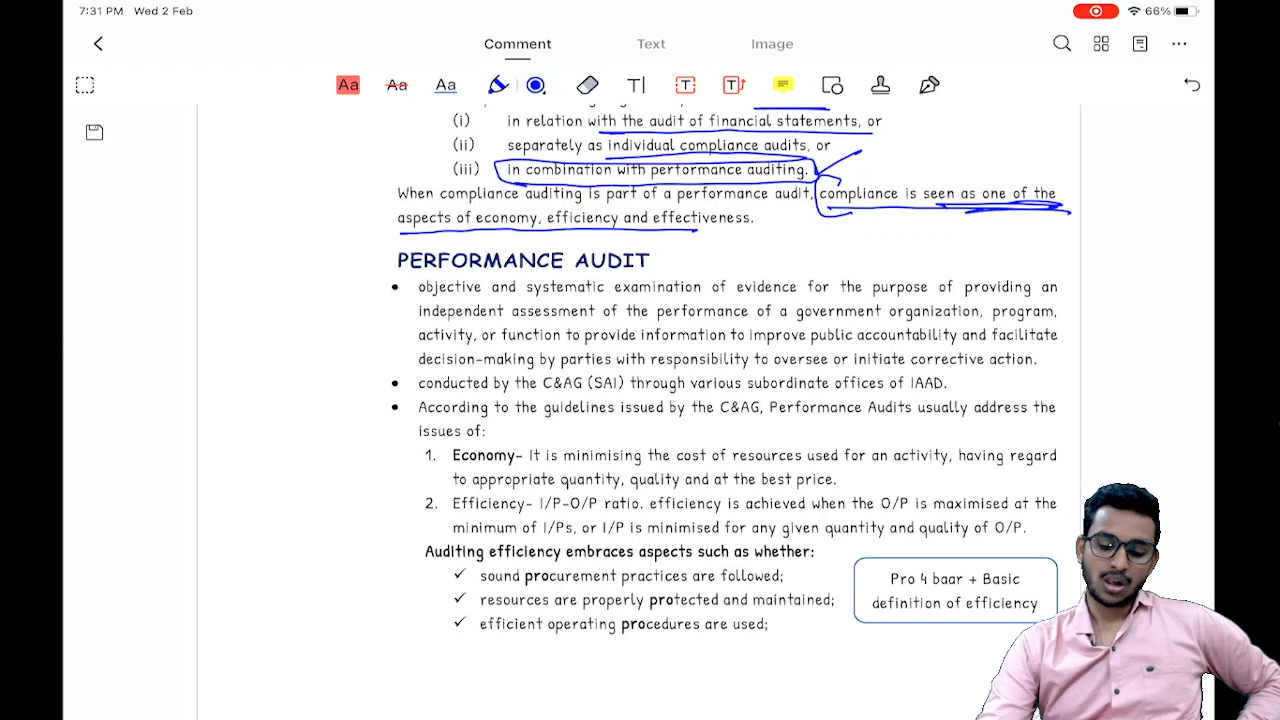 7:31 PM Wed 2 Feb
66%
Comment
Text
Image
Aa
Aa
Aa
T
T
T
(i) in relation with the audit of financial statements, or
(ii) separately as individual compliance audits, or
(iii) in combination with performance auditing.
When compliance auditing is part of a performance audit, compliance is seen as one of the
aspects of economy, efficiency and effectiveness.
PERFORMANCE AUDIT
• objective and systematic examination of evidence for the purpose of providing an
independent assessment of the performance of a government organization, program,
activity, or function to provide information to improve public accountability and facilitate
decision-making by parties with responsibility to oversee or initiate corrective action.
• conducted by the C&AG (SAI) through various subordinate offices of IAAD.
• According to the guidelines issued by the C&AG, Performance Audits usually address the
issues of:
1. Economy- It is minimising the cost of resources used for an activity, having regard
to appropriate quantity, quality and at the best price.
2. Efficiency- I/P-O/P ratio. efficiency is achieved when the O/P is maximised at the
minimum of I/Ps, or I/P is minimised for any given quantity and quality of O/P.
Auditing efficiency embraces aspects such as whether:
✓ sound procurement practices are followed;
✓ resources are properly protected and maintained;
✓ efficient operating procedures are used;
Pro 4 baar + Basic
definition of efficiency